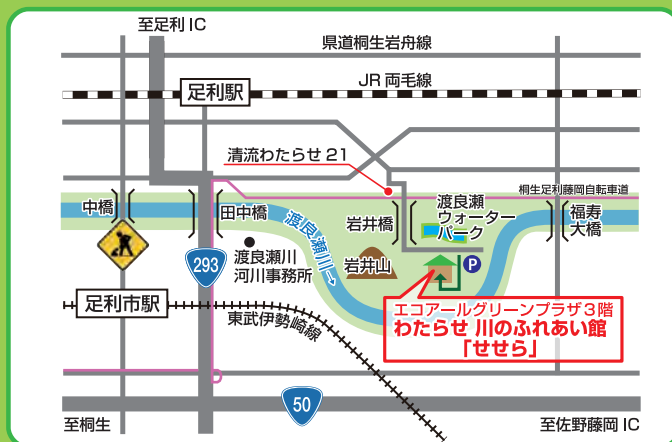 至足利IC
県道桐生岩舟線
JR両毛線
足利駅
清流わたらせ21
桐生足利藤岡自転車道
中橋
田中橋
渡良瀬川→
岩井橋
渡良瀬
ウォーター
パーク
福寿
大橋
293
渡良瀬川
河川事務所
岩井山
P
足利市駅
東武伊勢崎線
エコアールグリーンプラザ3階
わたらせ 川のふれあい館
「せせら」
50
至桐生
至佐野藤岡IC